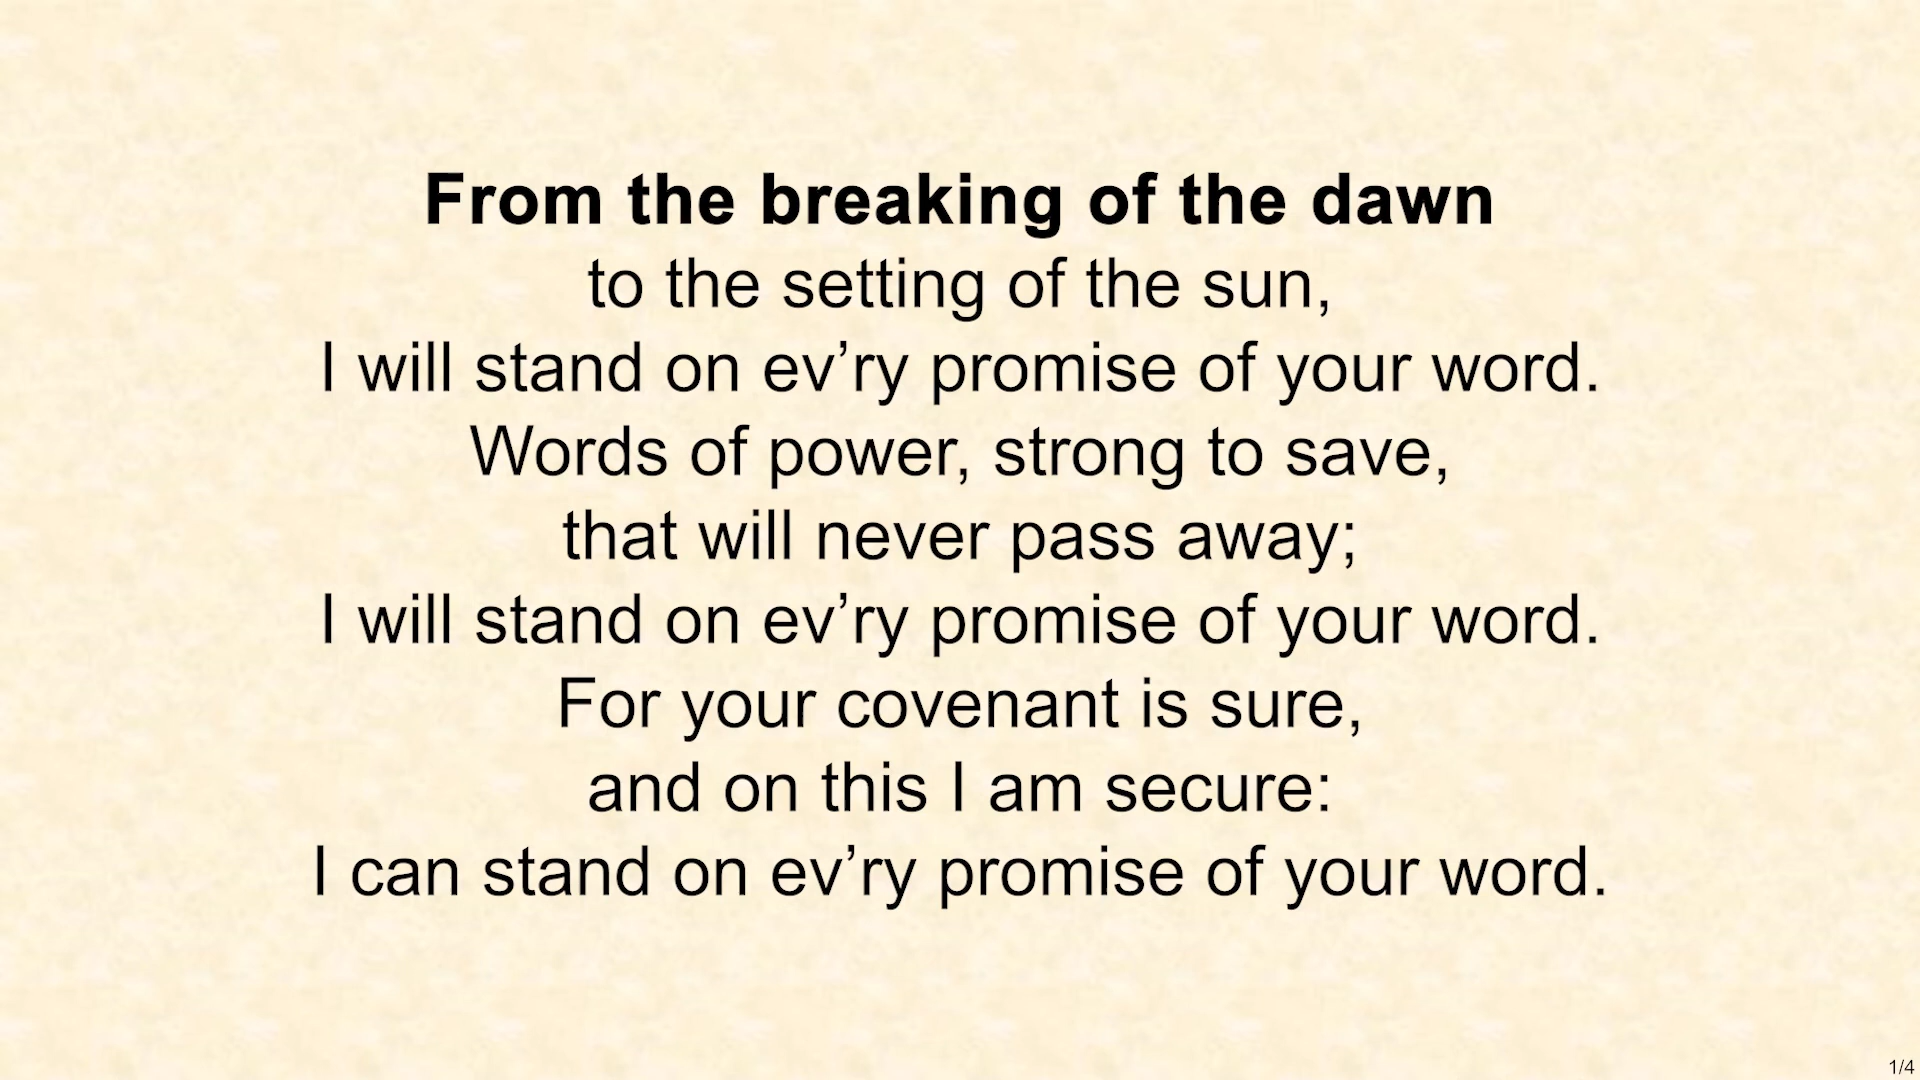 From the breaking of the dawn
to the setting of the sun,
I will stand on ev’ry promise of your word.
Words of power, strong to save,
that will never pass away;
I will stand on ev’ry promise of your word.
For your covenant is sure,
and on this I am secure:
I can stand on ev’ry promise of your word.
1/4